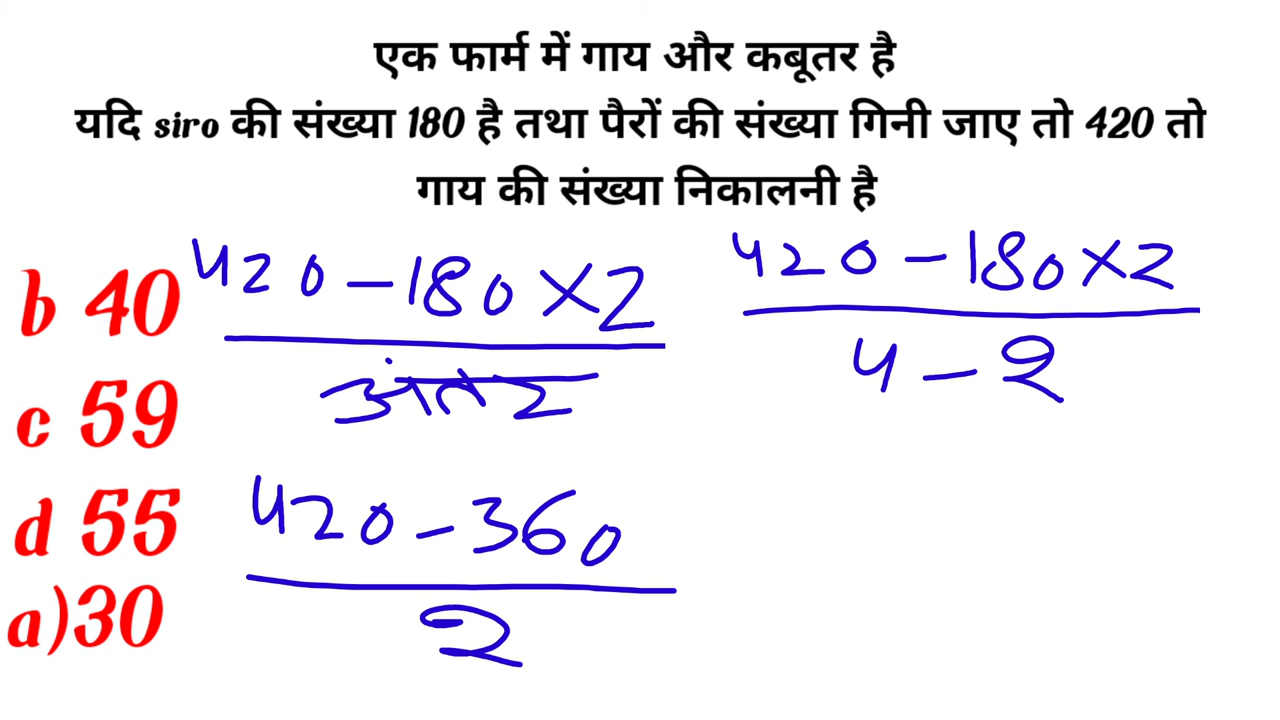 एक फार्म में गाय और कबूतर है
यदि siro की संख्या 180 है तथा पैरों की संख्या गिनी जाए तो 420 तो
गाय की संख्या निकालनी है
b 40
c 59
d 55
a)30
420-180×2
अंतर
420-360
2
420-180×2
4-2